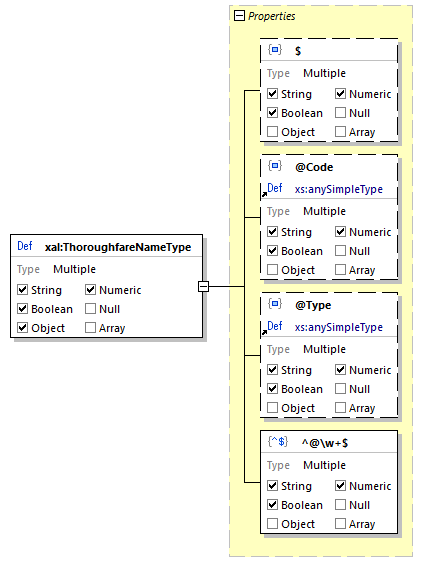 Properties
$
Type Multiple
String Numeric
Boolean Null
Object Array
@Code
Def xs:anySimpleType
Type Multiple
String Numeric
Boolean Null
Object Array
Def xal:ThoroughfareNameType
Type Multiple
String Numeric
Boolean Null
Object Array
@Type
Def xs:anySimpleType
Type Multiple
String Numeric
Boolean Null
Object Array
{^$} ^@\w+$
Type Multiple
String Numeric
Boolean Null
Object Array